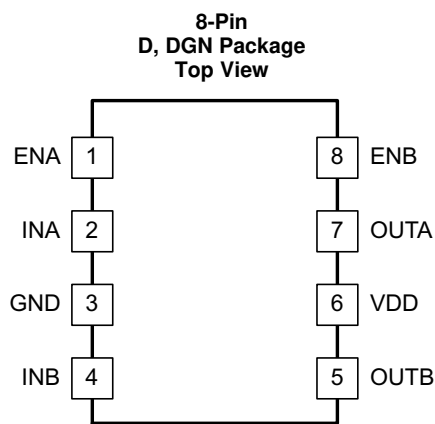 8-Pin
D, DGN Package
Top View
ENA 1 8 ENB
INA 2 7 OUTA
GND 3 6 VDD
INB 4 5 OUTB